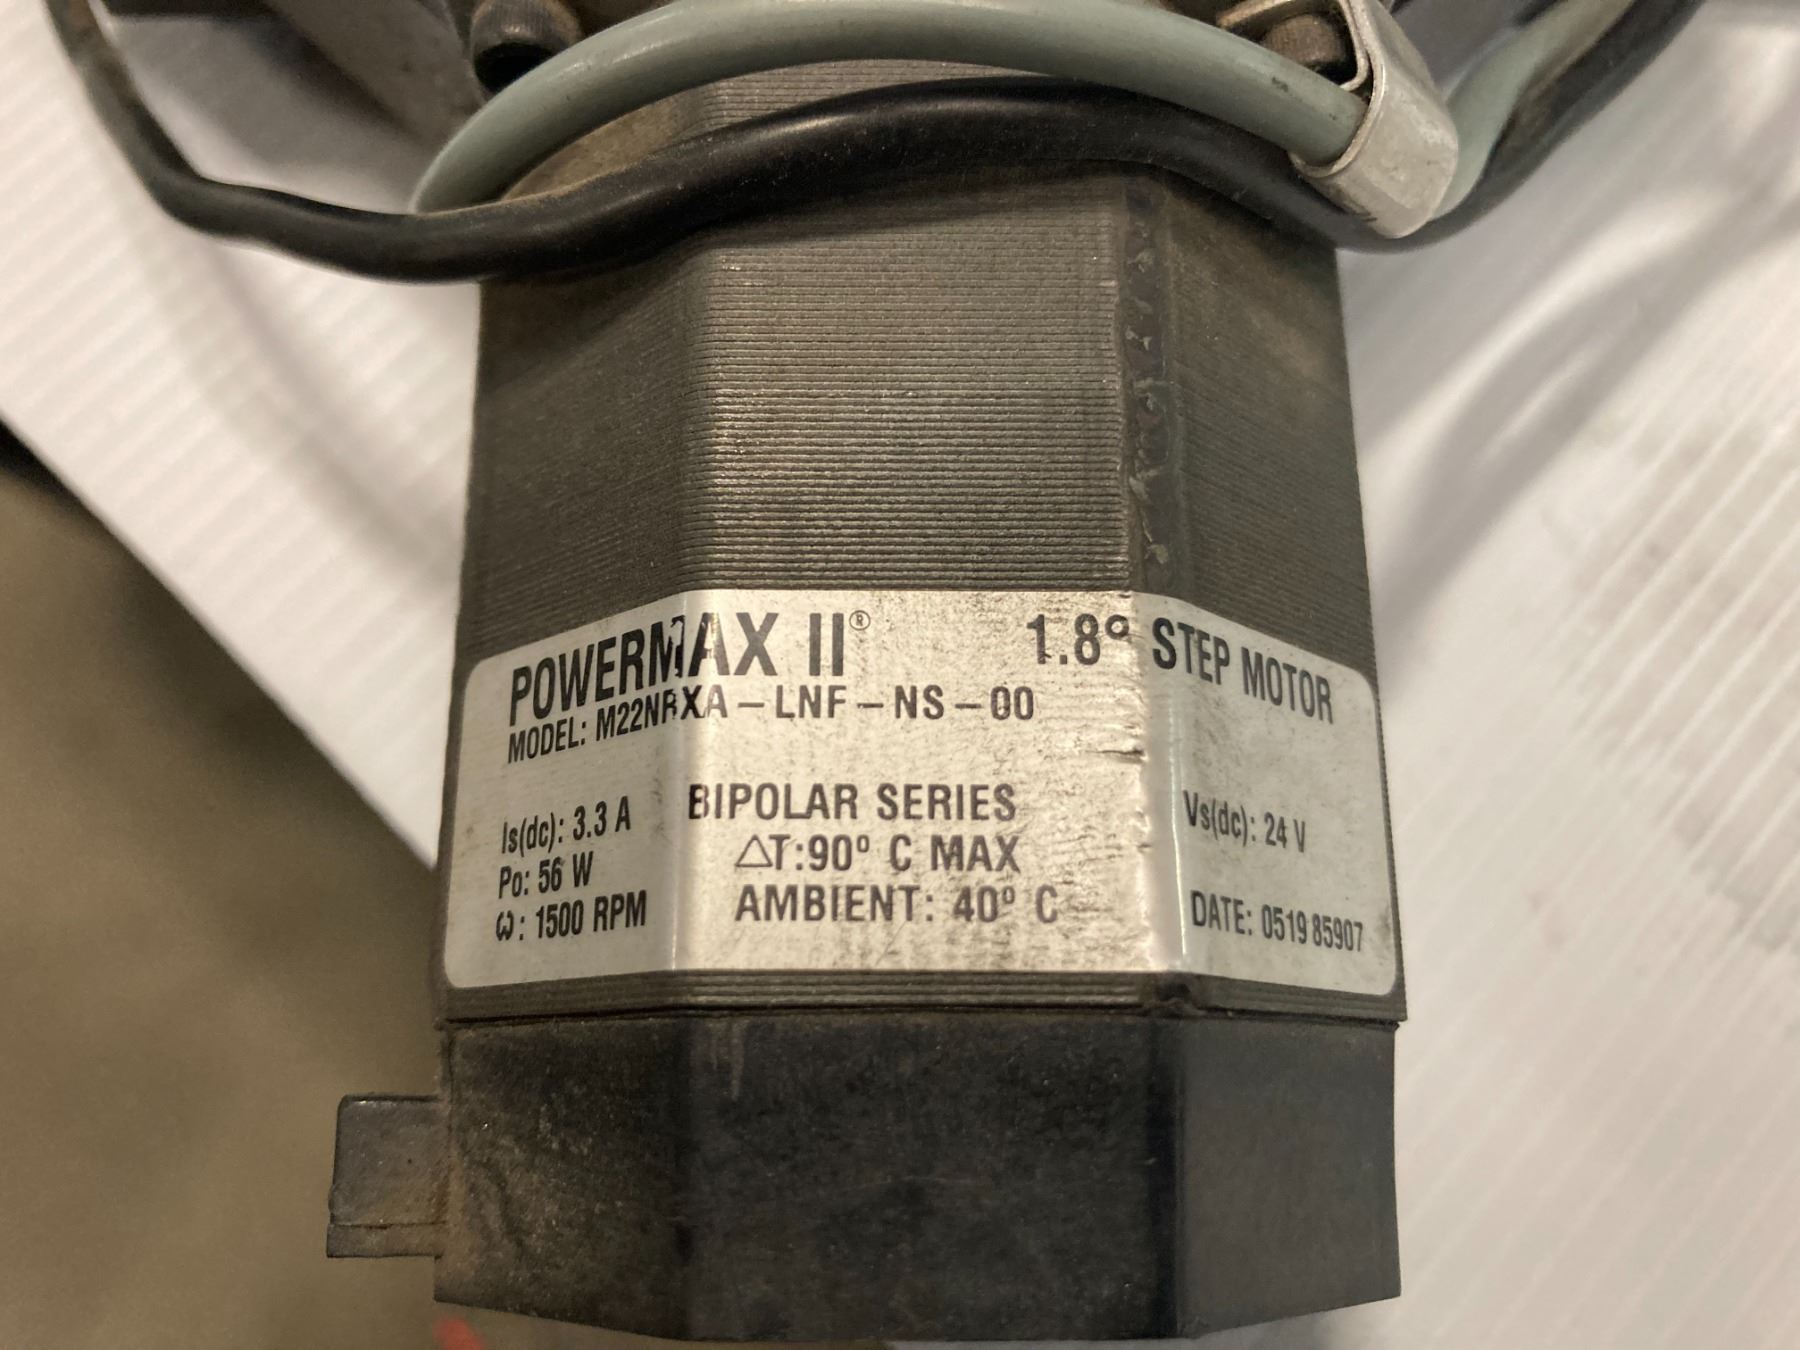 POWERMAX II® 1.8° STEP MOTOR
MODEL: M22NRXA-LNF-NS-00
Is(dc): 3.3 A BIPOLAR SERIES Vs(dc): 24 V
Po: 56 W ΔT:90° C MAX
ω: 1500 RPM AMBIENT: 40° C DATE: 0519 85907